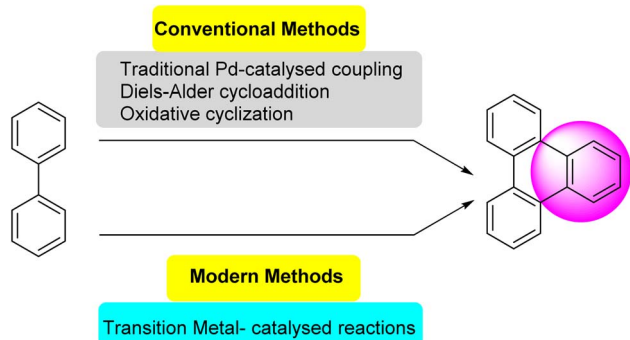 Conventional Methods
Traditional Pd-catalysed coupling
Diels-Alder cycloaddition
Oxidative cyclization
Modern Methods
Transition Metal- catalysed reactions